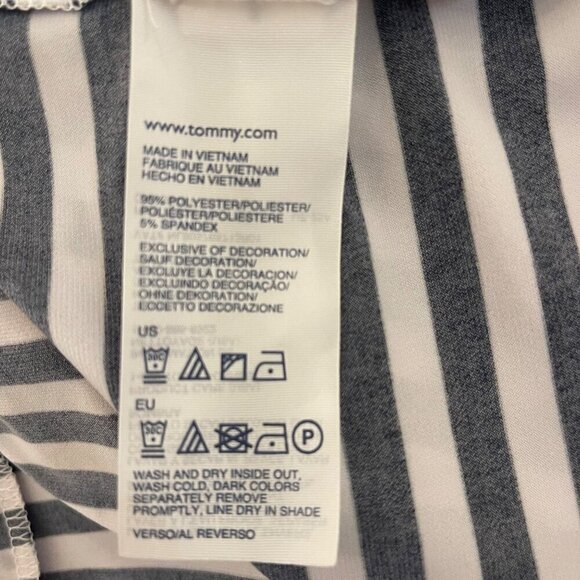 www.tommy.com
MADE IN VIETNAM
FABRIQUE AU VIETNAM
HECHO EN VIETNAM
95% POLYESTER/POLIESTER/
POLIÉSTER/POLIESTERE
5% SPANDEX
EXCLUSIVE OF DECORATION/
SAUF DECORATION/
EXCLUYE LA DECORACION/
EXCLUINDO DECORAÇÃO/
OHNE DEKORATION/
ECCETTO DECORAZIONE
US
EU
P
WASH AND DRY INSIDE OUT,
WASH COLD, DARK COLORS
SEPARATELY REMOVE
PROMPTLY, LINE DRY IN SHADE
VERSO/AL REVERSO